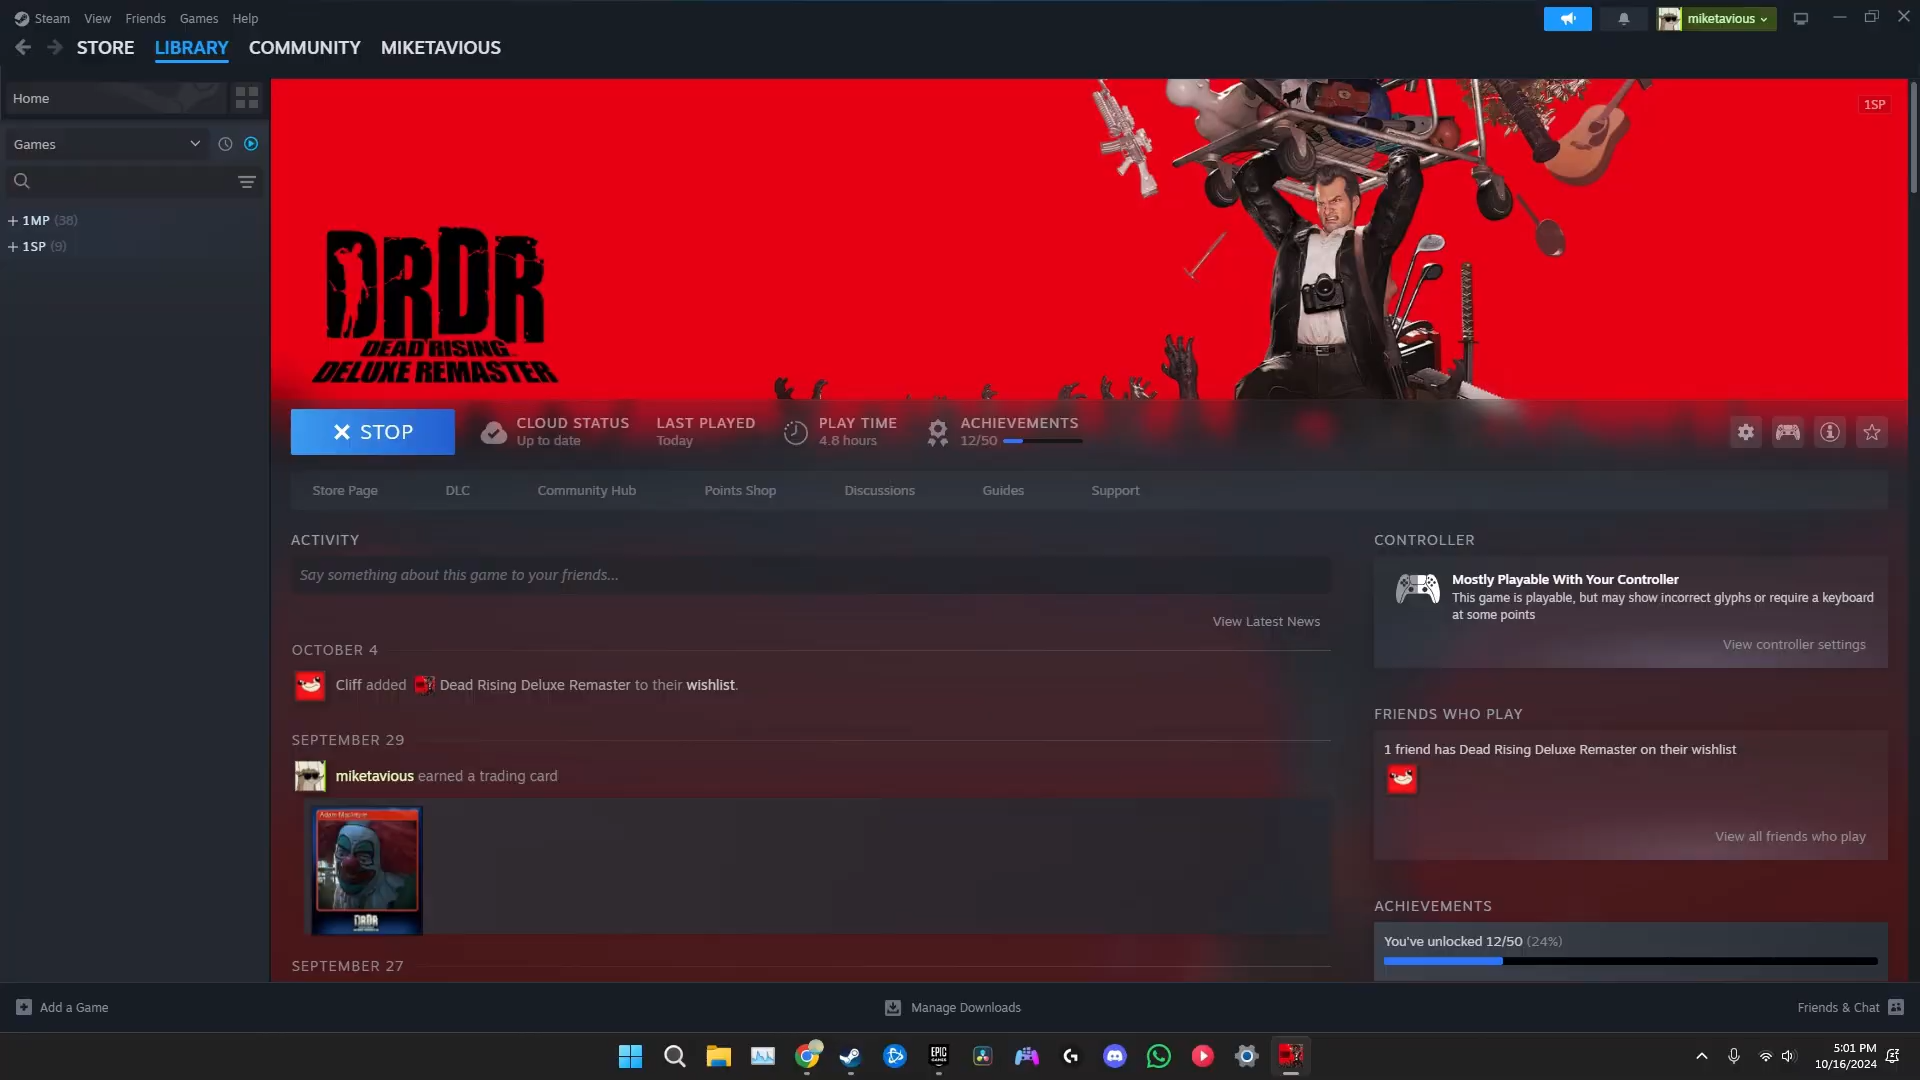 Steam View Friends Games Help
miketavious
STORE LIBRARY COMMUNITY MIKETAVIOUS
Home
Games
+ 1MP (38)
+ 1SP (9)
1SP
DRDR
DEAD RISING
DELUXE REMASTER
STOP
CLOUD STATUS
Up to date
LAST PLAYED
Today
PLAY TIME
4.8 hours
ACHIEVEMENTS
12/50
Store Page DLC Community Hub Points Shop Discussions Guides Support
ACTIVITY
Say something about this game to your friends...
View Latest News
OCTOBER 4
Cliff added Dead Rising Deluxe Remaster to their wishlist.
SEPTEMBER 29
miketavious earned a trading card
Adam MacIntyre
DRDR
SEPTEMBER 27
CONTROLLER
Mostly Playable With Your Controller
This game is playable, but may show incorrect glyphs or require a keyboard
at some points
View controller settings
FRIENDS WHO PLAY
1 friend has Dead Rising Deluxe Remaster on their wishlist
View all friends who play
ACHIEVEMENTS
You've unlocked 12/50 (24%)
Add a Game
Manage Downloads
Friends & Chat
EPIC
GAMES
5:01 PM
10/16/2024